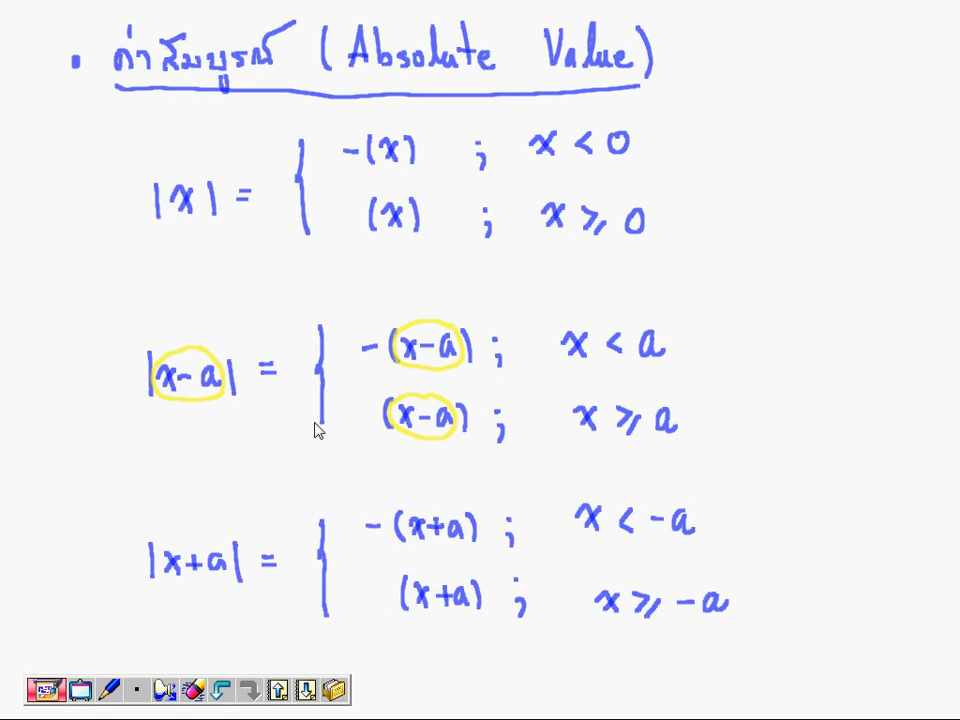 • ค่าสัมบูรณ์ (Absolute Value)
|x| = { -(x) ; x < 0
(x) ; x ⩾ 0
|x-a| = { -(x-a) ; x < a
(x-a) ; x ⩾ a
|x+a| = { -(x+a) ; x < -a
(x+a) ; x ⩾ -a